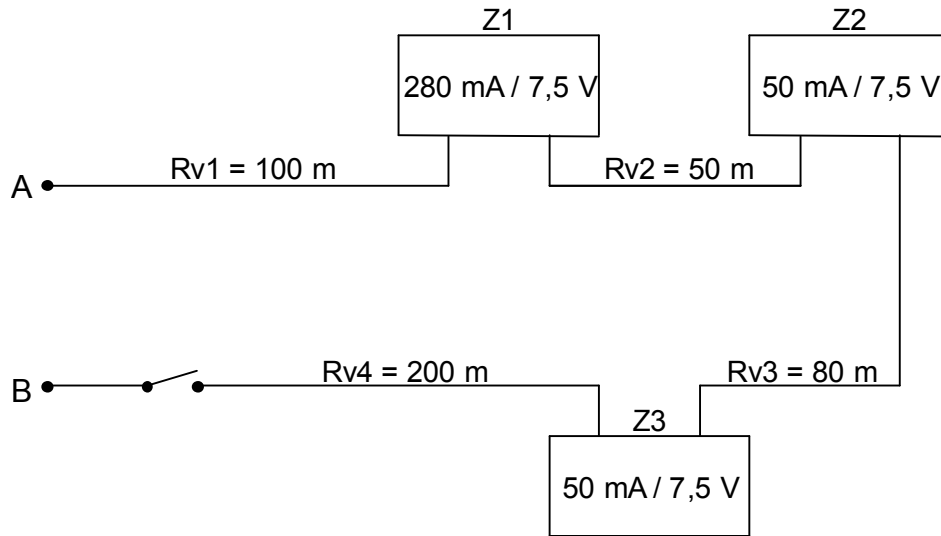 Z1
Z2
280 mA / 7,5 V
50 mA / 7,5 V
Rv1 = 100 m
Rv2 = 50 m
A
B
Rv4 = 200 m
Rv3 = 80 m
Z3
50 mA / 7,5 V